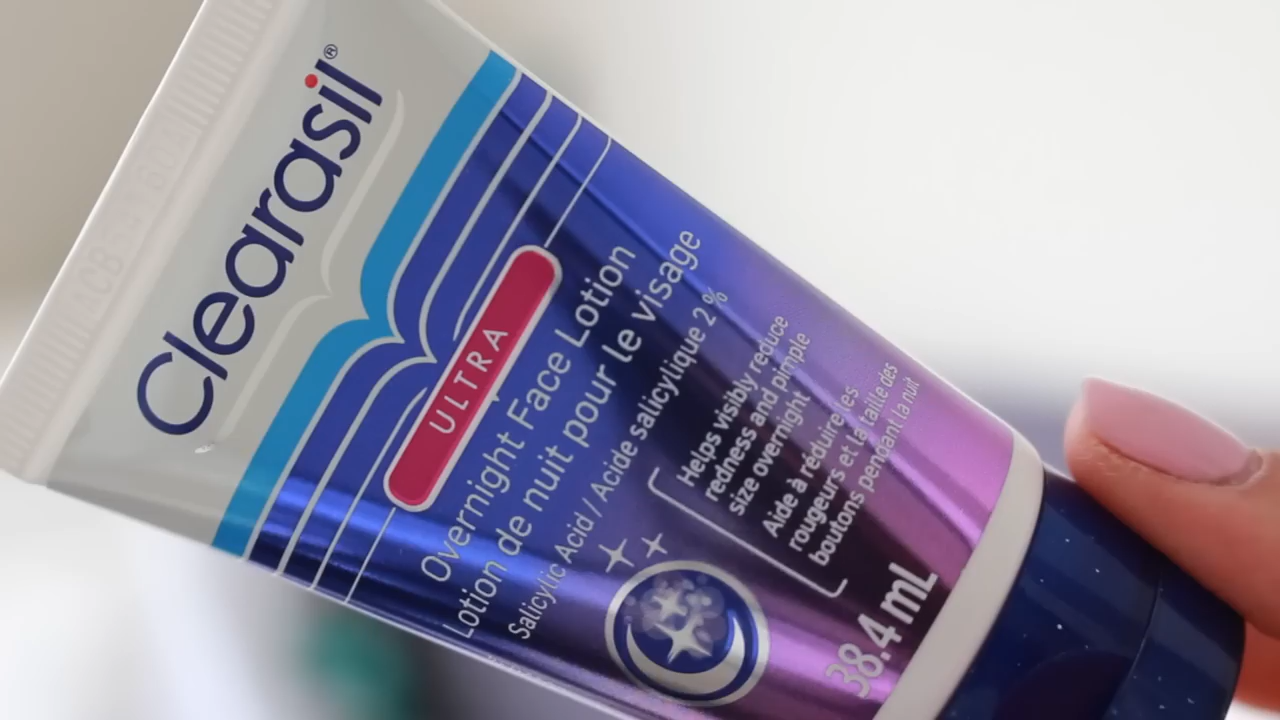 Clearasil®
ULTRA
Overnight Face Lotion
Lotion de nuit pour le visage
Salicylic Acid / Acide salicylique 2%
Helps visibly reduce
redness and pimple
size overnight
Aide à réduire les
rougeurs et la taille des
boutons pendant la nuit
38.4 mL